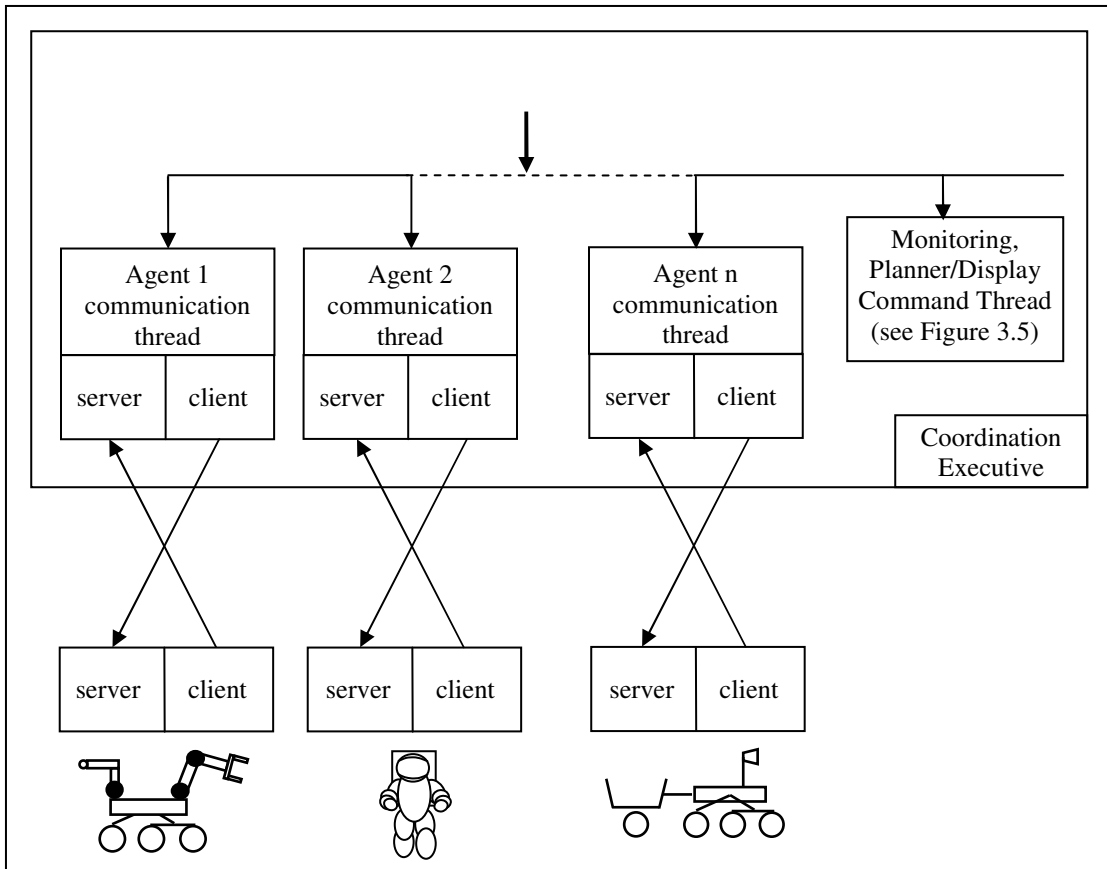 Agent 1
communication
thread
server client
Agent 2
communication
thread
server client
Agent n
communication
thread
server client
Monitoring,
Planner/Display
Command Thread
(see Figure 3.5)
Coordination
Executive
server client
server client
server client